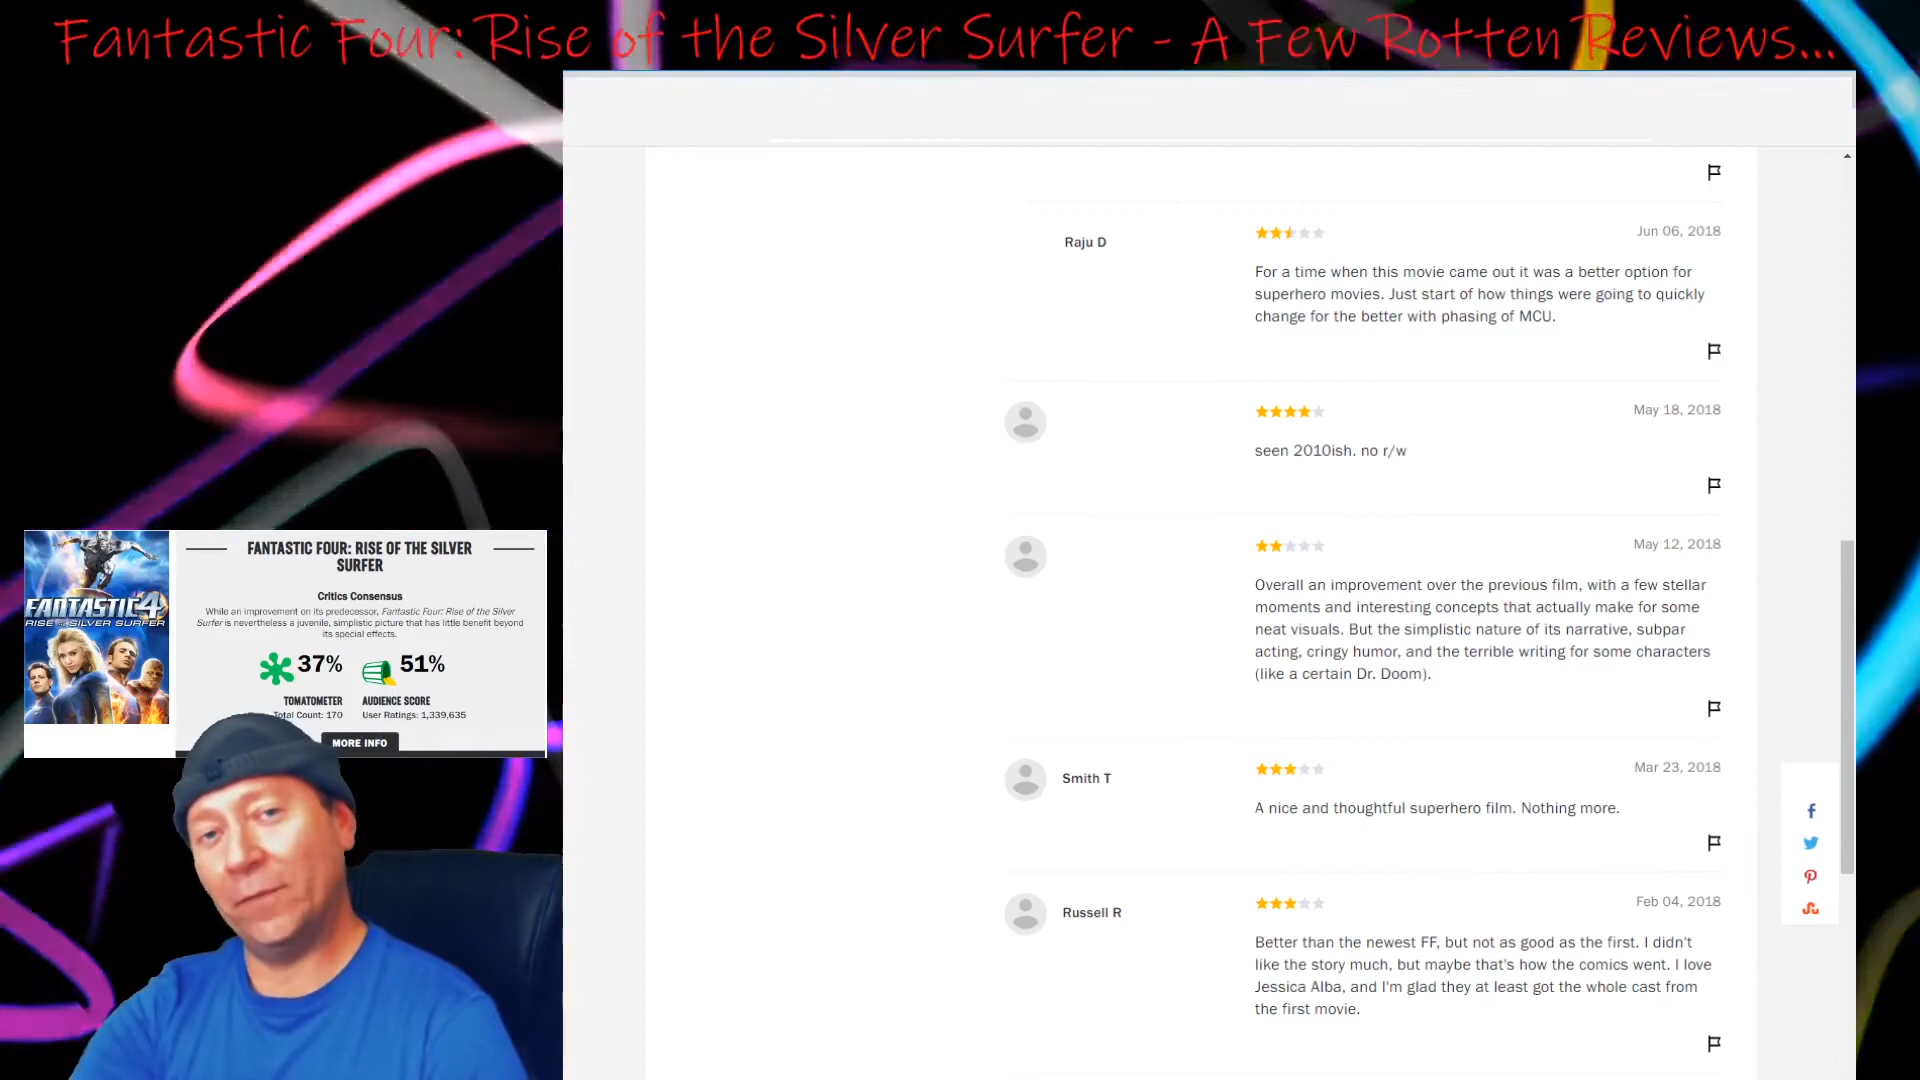 Fantastic Four: Rise of the Silver Surfer - A Few Rotten Reviews...
Raju D
Jun 06, 2018
For a time when this movie came out it was a better option for
superhero movies. Just start of how things were going to quickly
change for the better with phasing of MCU.
May 18, 2018
seen 2010ish. no r/w
May 12, 2018
Overall an improvement over the previous film, with a few stellar
moments and interesting concepts that actually make for some
neat visuals. But the simplistic nature of its narrative, subpar
acting, cringy humor, and the terrible writing for some characters
(like a certain Dr. Doom).
Smith T
Mar 23, 2018
A nice and thoughtful superhero film. Nothing more.
Russell R
Feb 04, 2018
Better than the newest FF, but not as good as the first. I didn't
like the story much, but maybe that's how the comics went. I love
Jessica Alba, and I'm glad they at least got the whole cast from
the first movie.
FANTASTIC 4
RISE OF THE SILVER SURFER
FANTASTIC FOUR: RISE OF THE SILVER
SURFER
Critics Consensus
While an improvement on its predecessor, Fantastic Four: Rise of the Silver
Surfer is nevertheless a juvenile, simplistic picture that has little benefit beyond
its special effects.
37% 51%
TOMATOMETER AUDIENCE SCORE
Total Count: 170 User Ratings: 1,339,635
MORE INFO